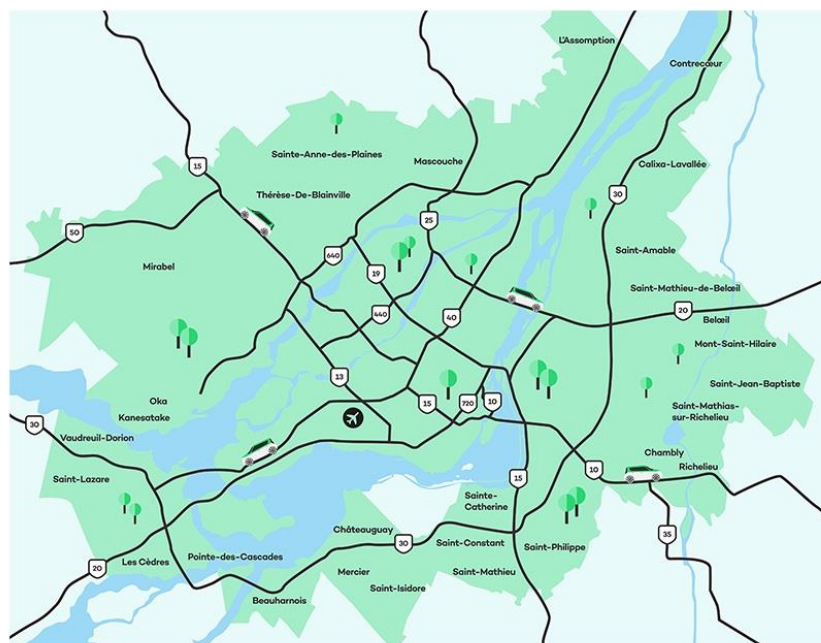 L'Assomption
Contrecœur
Sainte-Anne-des-Plaines
Mascouche
15
Calixa-Lavallée
Thérèse-De-Blainville
30
25
50
Saint-Amable
640
Mirabel
19
Saint-Mathieu-de-Belœil
440
40
20
Belœil
Mont-Saint-Hilaire
13
Saint-Jean-Baptiste
Oka
15
720
10
Kanesatake
Saint-Mathias-
sur-Richelieu
30
Vaudreuil-Dorion
Chambly
Richelieu
10
Saint-Lazare
15
Sainte-
Catherine
Châteauguay
35
30
Saint-Constant
Saint-Philippe
Pointe-des-Cascades
Les Cèdres
20
Mercier
Saint-Mathieu
Saint-Isidore
Beauharnois